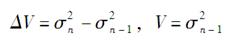 ΔV = σ²ₙ − σ²ₙ₋₁ , V = σ²ₙ₋₁